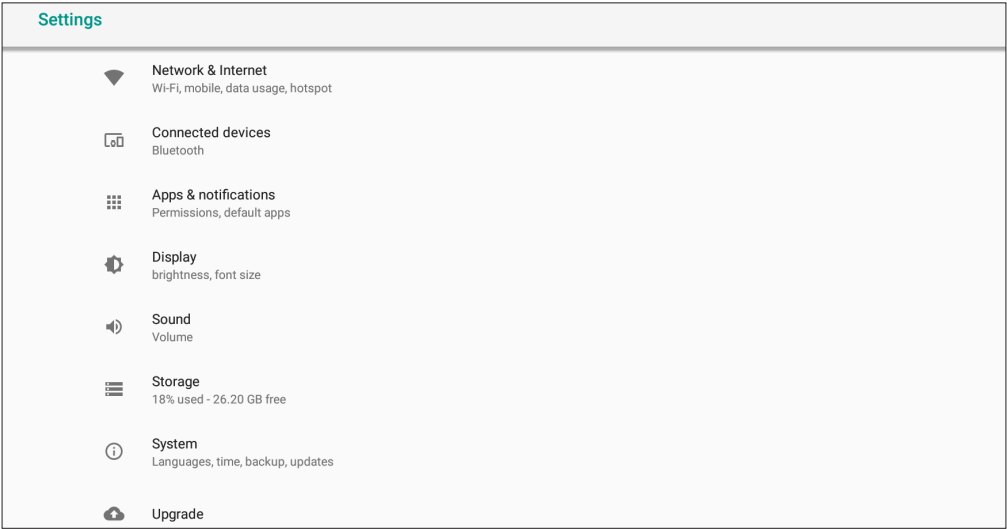 Settings
Network & Internet
Wi-Fi, mobile, data usage, hotspot
Connected devices
Bluetooth
Apps & notifications
Permissions, default apps
Display
brightness, font size
Sound
Volume
Storage
18% used - 26.20 GB free
System
Languages, time, backup, updates
Upgrade